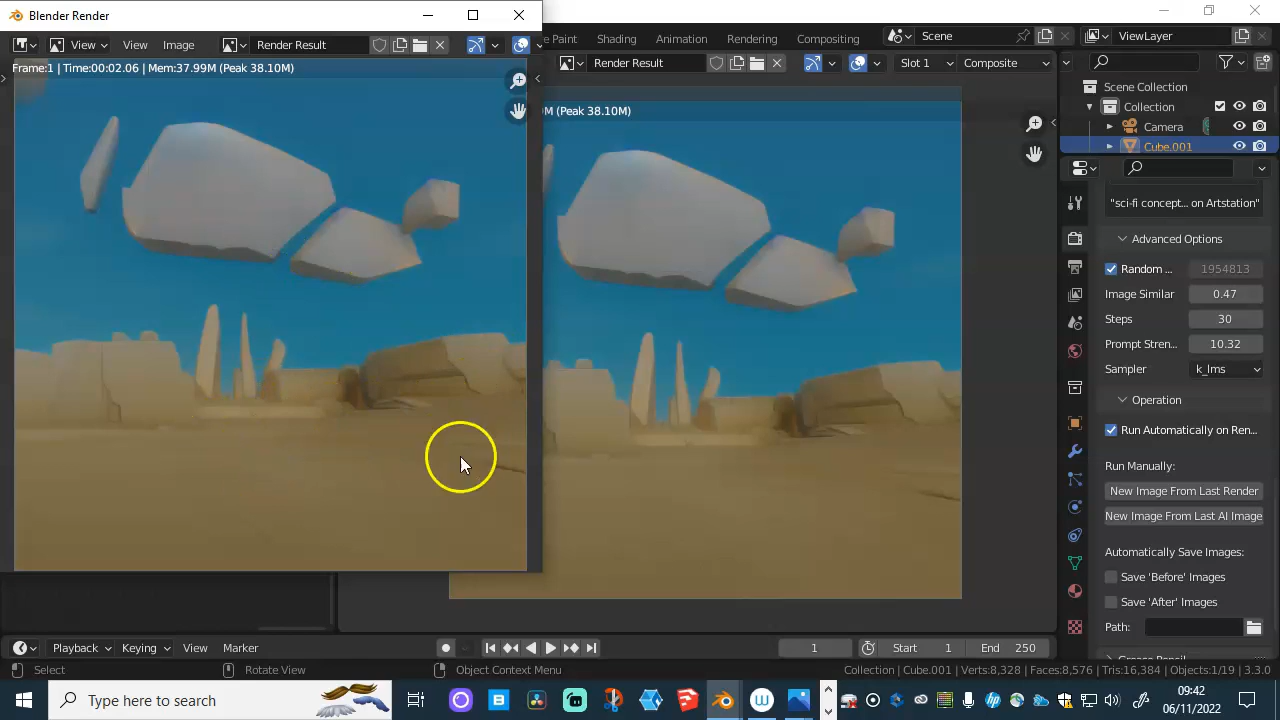 Blender Render
View View Image Render Result
Frame:1 | Time:00:02.06 | Mem:37.99M (Peak 38.10M)
Paint Shading Animation Rendering Compositing Scene ViewLayer
Render Result Slot 1 Composite
M (Peak 38.10M)
Scene Collection
Collection
Camera
Cube.001
"sci-fi concept... on Artstation"
Advanced Options
Random ... 1954813
Image Similar 0.47
Steps 30
Prompt Stren... 10.32
Sampler k_lms
Operation
Run Automatically on Ren...
Run Manually:
New Image From Last Render
New Image From Last AI Image
Automatically Save Images:
Save 'Before' Images
Save 'After' Images
Path:
Grease Pencil
Playback Keying View Marker 1 Start 1 End 250
Select Rotate View Object Context Menu Collection | Cube.001 | Verts:8,328 | Faces:8,576 | Tris:16,384 | Objects:1/19 | 3.3.0
Type here to search
09:42
06/11/2022